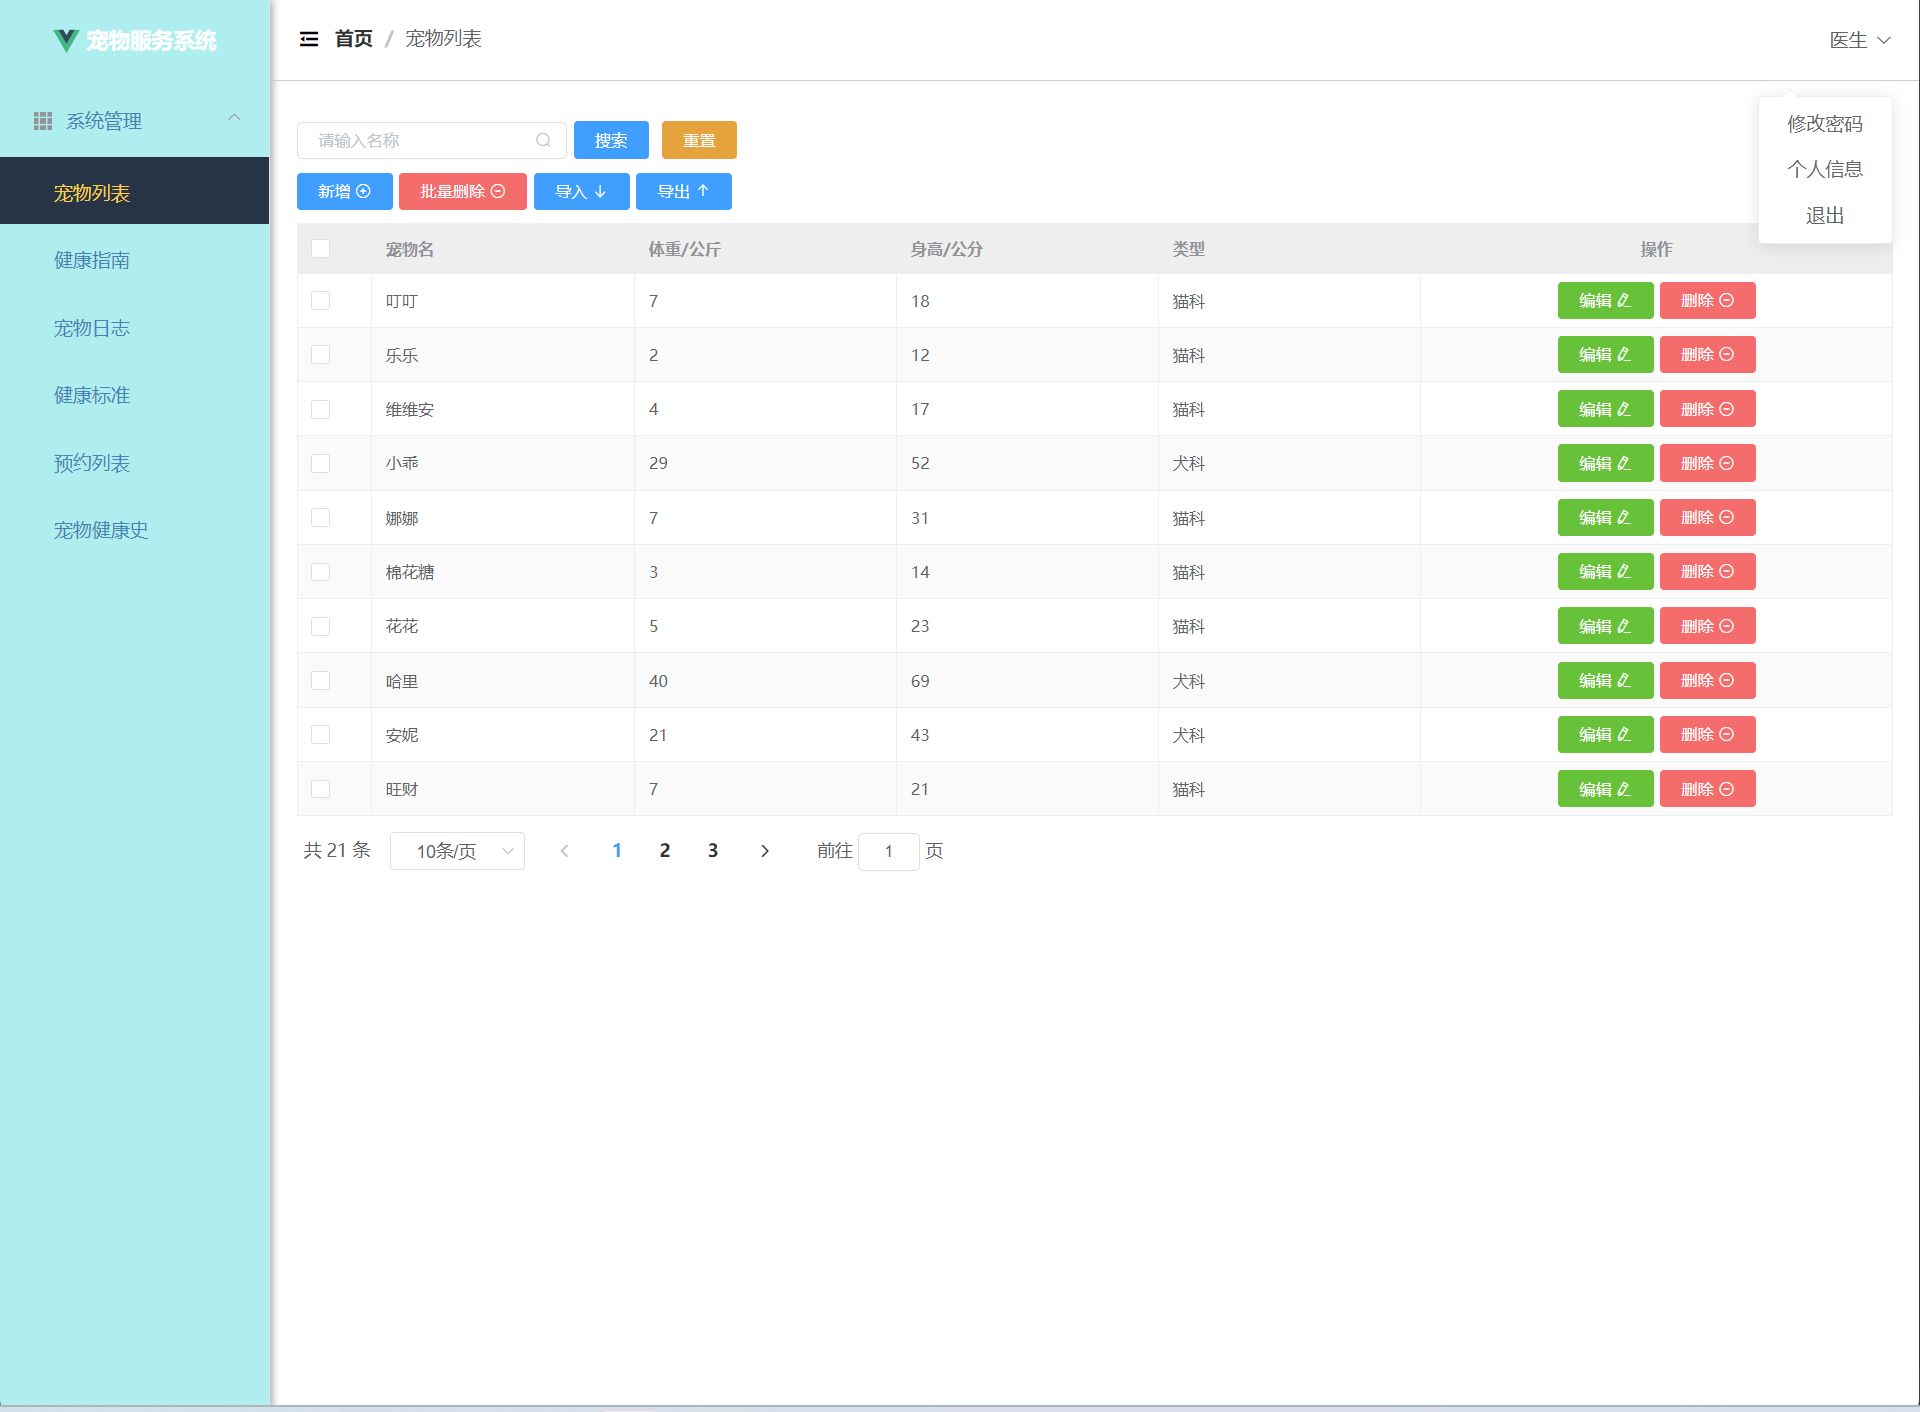 宠物服务系统
系统管理
宠物列表
健康指南
宠物日志
健康标准
预约列表
宠物健康史
首页 / 宠物列表
医生
修改密码
个人信息
退出
请输入名称
搜索
重置
新增
批量删除
导入
导出
宠物名 体重/公斤 身高/公分 类型 操作
叮叮 7 18 猫科 编辑 删除
乐乐 2 12 猫科 编辑 删除
维维安 4 17 猫科 编辑 删除
小乖 29 52 犬科 编辑 删除
娜娜 7 31 猫科 编辑 删除
棉花糖 3 14 猫科 编辑 删除
花花 5 23 猫科 编辑 删除
哈里 40 69 犬科 编辑 删除
安妮 21 43 犬科 编辑 删除
旺财 7 21 猫科 编辑 删除
共 21 条 10条/页 1 2 3 前往 1 页